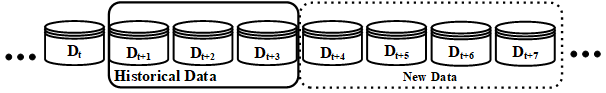 ... D_t D_t+1 D_t+2 D_t+3 D_t+4 D_t+5 D_t+6 D_t+7 ...
Historical Data New Data